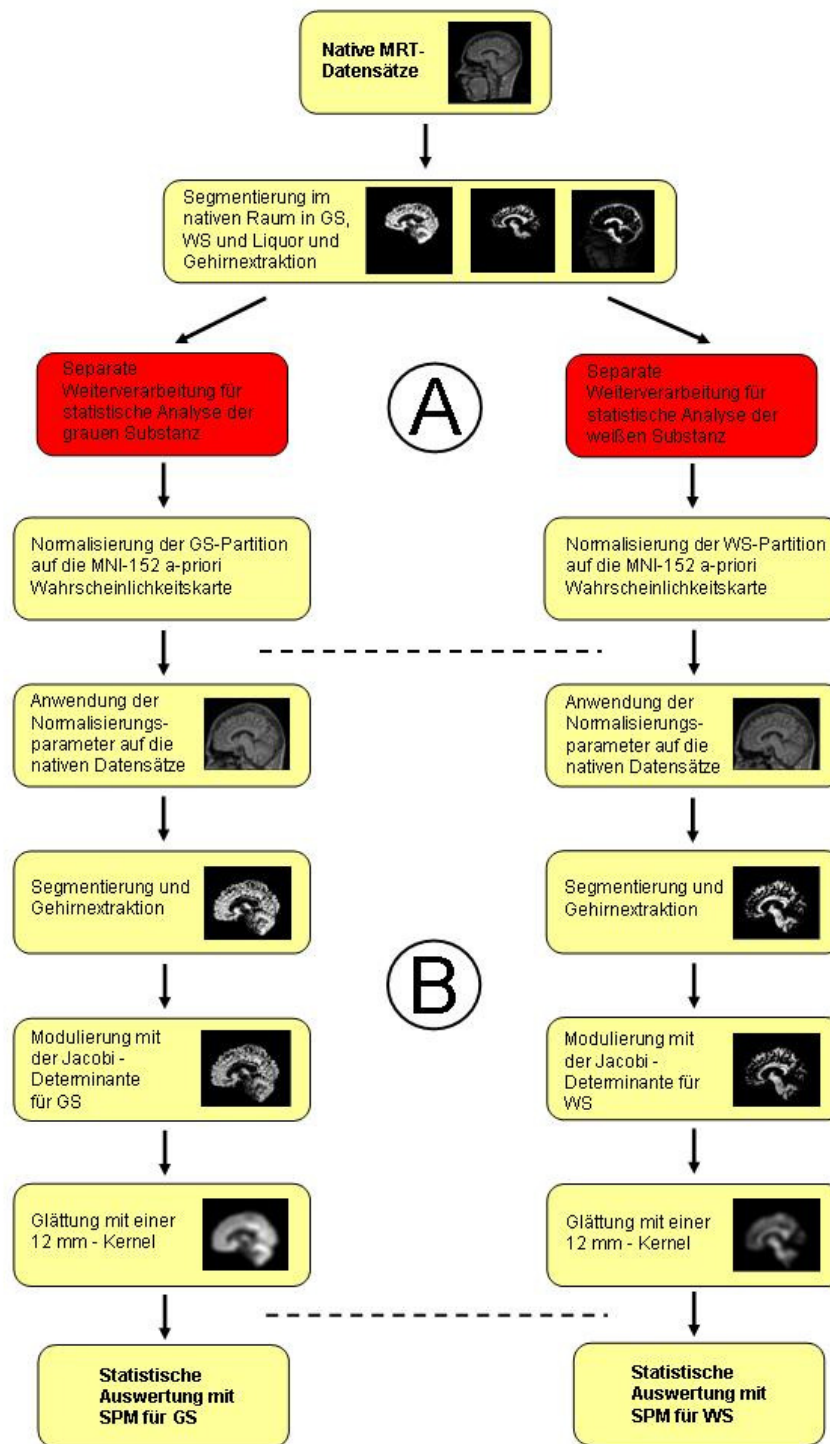 Native MRT-
Datensätze
Segmentierung im
nativen Raum in GS,
WS und Liquor und
Gehirnextraktion
Separate
Weiterverarbeitung für
statistische Analyse der
grauen Substanz
A
Separate
Weiterverarbeitung für
statistische Analyse der
weißen Substanz
Normalisierung der GS-Partition
auf die MNI-152 a-priori
Wahrscheinlichkeitskarte
Normalisierung der WS-Partition
auf die MNI-152 a-priori
Wahrscheinlichkeitskarte
Anwendung der
Normalisierungs-
parameter auf die
nativen Datensätze
Anwendung der
Normalisierungs-
parameter auf die
nativen Datensätze
Segmentierung und
Gehirnextraktion
Segmentierung und
Gehirnextraktion
B
Modulierung mit
der Jacobi -
Determinante
für GS
Modulierung mit
der Jacobi -
Determinante für
WS
Glättung mit einer
12 mm - Kernel
Glättung mit einer
12 mm - Kernel
Statistische
Auswertung mit
SPM für GS
Statistische
Auswertung mit
SPM für WS